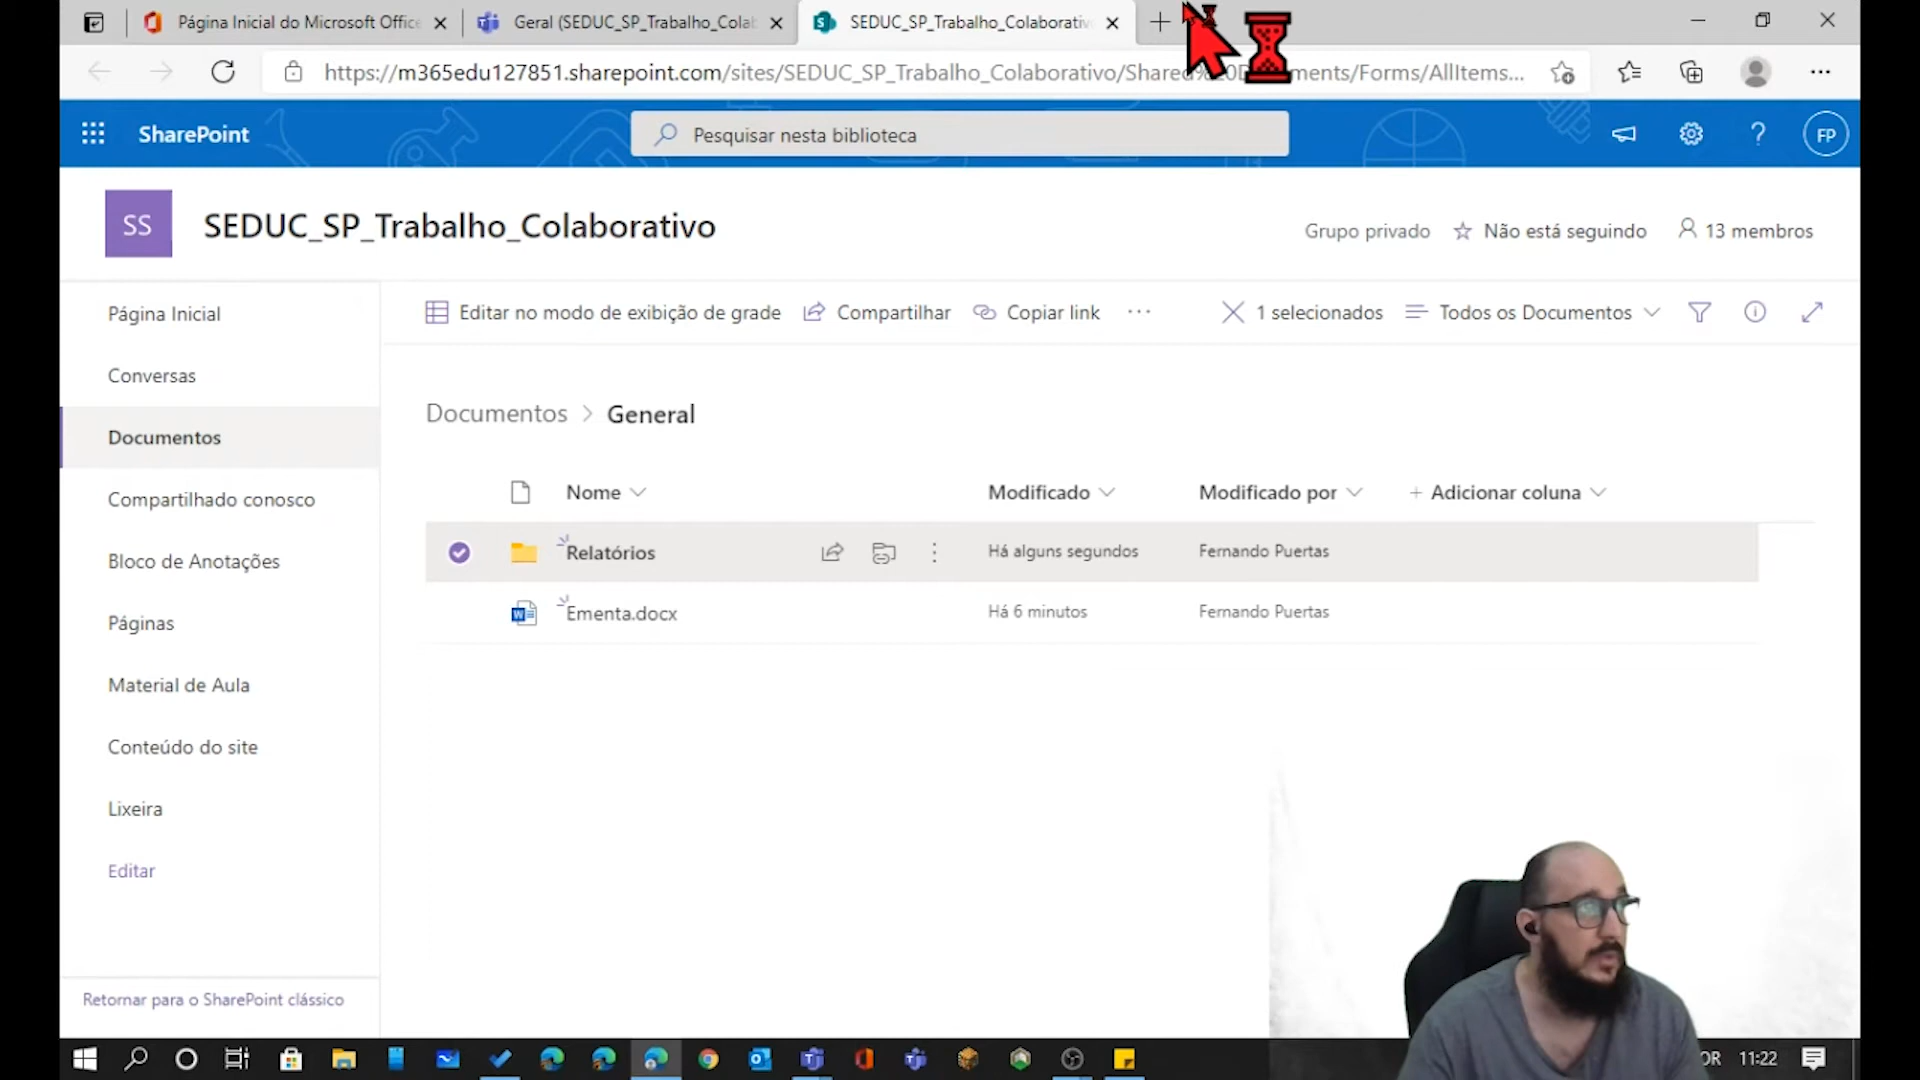 Página Inicial do Microsoft Office
Geral (SEDUC_SP_Trabalho_Colab
SEDUC_SP_Trabalho_Colaborativ
https://m365edu127851.sharepoint.com/sites/SEDUC_SP_Trabalho_Colaborativo/Shared%20D ments/Forms/AllItems...
SharePoint
Pesquisar nesta biblioteca
FP
SS
SEDUC_SP_Trabalho_Colaborativo
Grupo privado
Não está seguindo
13 membros
Página Inicial
Conversas
Documentos
Compartilhado conosco
Bloco de Anotações
Páginas
Material de Aula
Conteúdo do site
Lixeira
Editar
Retornar para o SharePoint clássico
Editar no modo de exibição de grade
Compartilhar
Copiar link
1 selecionados
Todos os Documentos
Documentos > General
Nome
Modificado
Modificado por
+ Adicionar coluna
Relatórios
Há alguns segundos
Fernando Puertas
Ementa.docx
Há 6 minutos
Fernando Puertas
OR
11:22